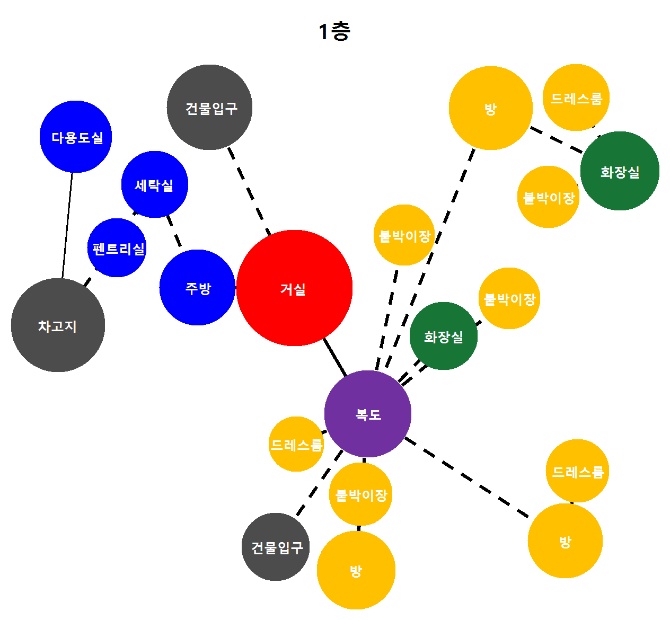 1층
방
드레스룸
건물입구
다용도실
화장실
세탁실
붙박이장
붙박이장
펜트리실
주방
거실
붙박이장
차고지
화장실
복도
드레스룸
드레스룸
붙박이장
건물입구
방
방